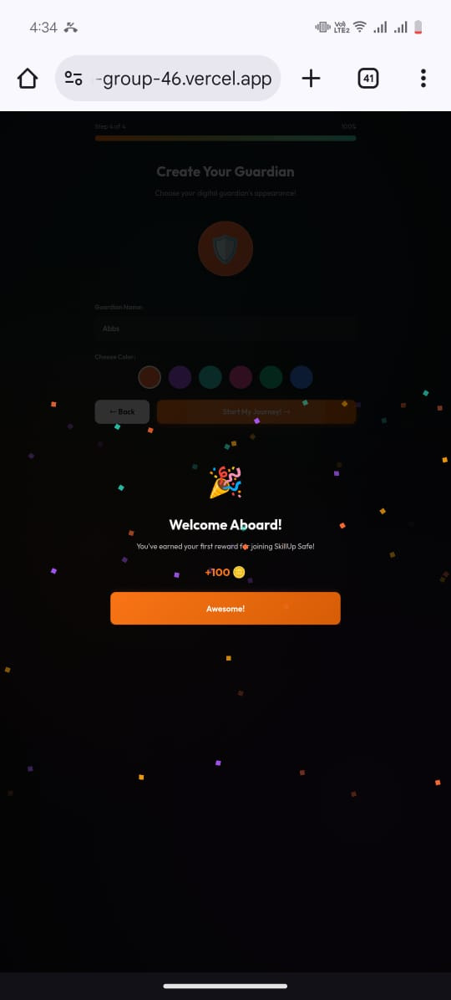 4:34
Vo)) LTE2
-group-46.vercel.app
41
Step 4 of 4
100%
Create Your Guardian
Choose your digital guardian's appearance!
Guardian Name:
Abbs
Choose Color:
← Back
Start My Journey! →
Welcome Aboard!
You've earned your first reward for joining SkillUp Safe!
+100
Awesome!